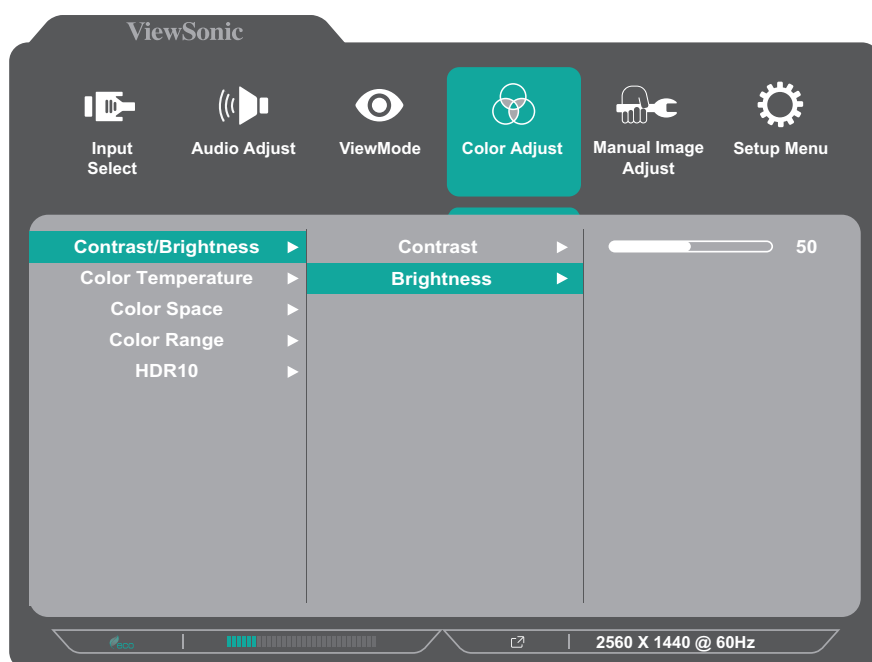 ViewSonic
Input Select
Audio Adjust
ViewMode
Color Adjust
Manual Image Adjust
Setup Menu
Contrast/Brightness
Contrast
50
Color Temperature
Brightness
Color Space
Color Range
HDR10
eco
2560 X 1440 @ 60Hz